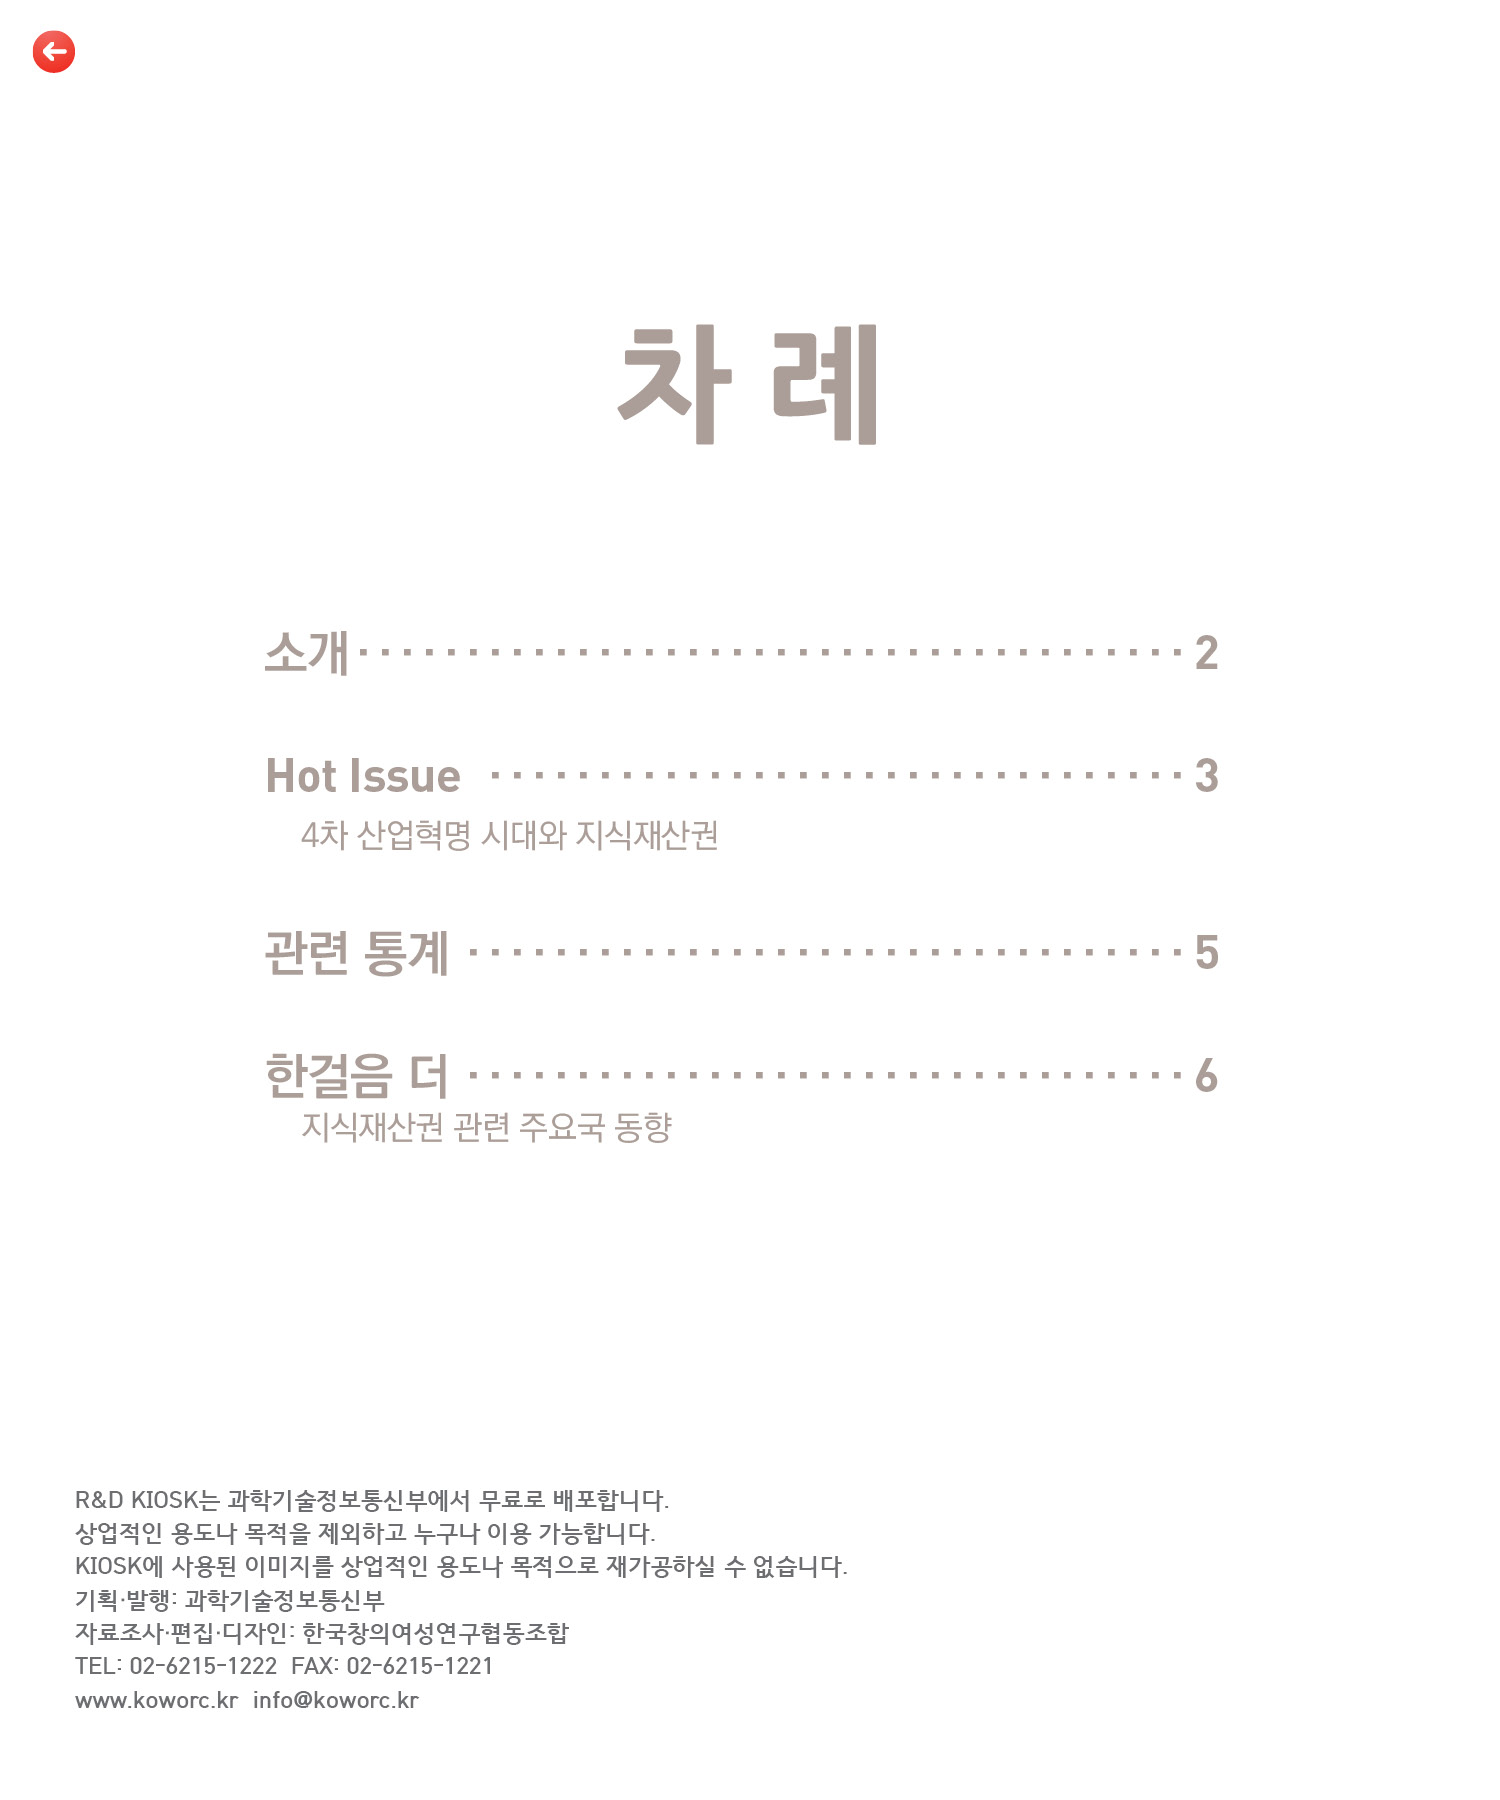 차 례
소개 · · · · · · · · · · · · · · · · · · · · · · · · · · · · · · · · · · · · · · 2
Hot Issue · · · · · · · · · · · · · · · · · · · · · · · · · · · · · · · · 3
4차 산업혁명 시대와 지식재산권
관련 통계 · · · · · · · · · · · · · · · · · · · · · · · · · · · · · · · · · 5
한걸음 더 · · · · · · · · · · · · · · · · · · · · · · · · · · · · · · · · · 6
지식재산권 관련 주요국 동향
R&D KIOSK는 과학기술정보통신부에서 무료로 배포합니다.
상업적인 용도나 목적을 제외하고 누구나 이용 가능합니다.
KIOSK에 사용된 이미지를 상업적인 용도나 목적으로 재가공하실 수 없습니다.
기획·발행: 과학기술정보통신부
자료조사·편집·디자인: 한국창의여성연구협동조합
TEL: 02-6215-1222 FAX: 02-6215-1221
www.koworc.kr info@koworc.kr